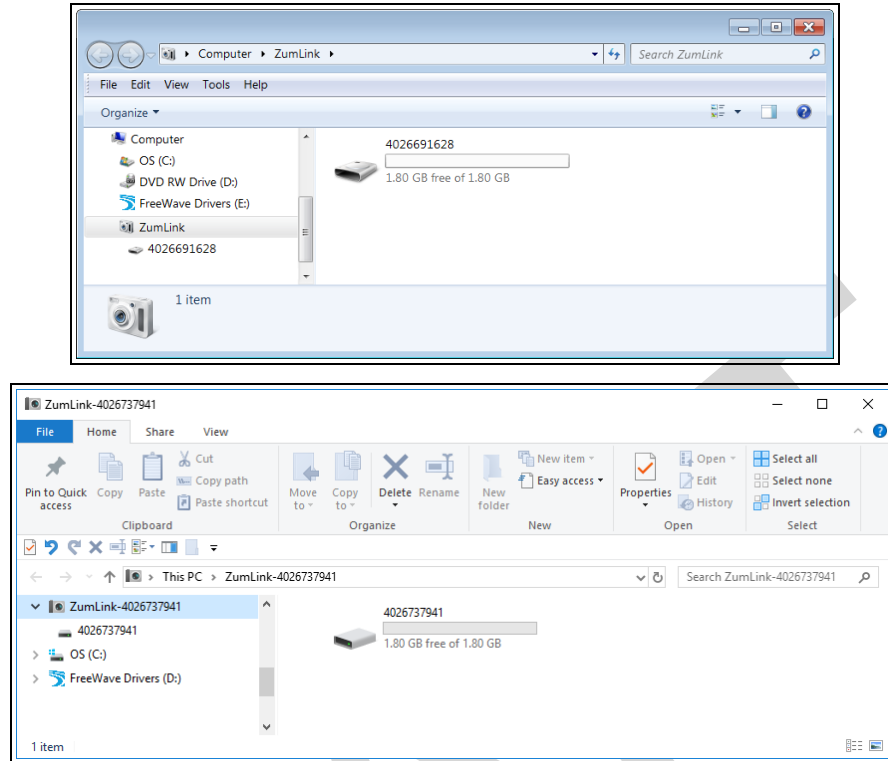 Computer ▸ ZumLink ▸ Search ZumLink
File Edit View Tools Help
Organize
Computer
OS (C:)
DVD RW Drive (D:)
FreeWave Drivers (E:)
ZumLink
4026691628
4026691628
1.80 GB free of 1.80 GB
1 item
ZumLink-4026737941
File Home Share View
Pin to Quick access
Copy
Paste
Cut
Copy path
Paste shortcut
Clipboard
Move to
Copy to
Delete
Rename
Organize
New folder
New item
Easy access
New
Properties
Open
Edit
History
Open
Select all
Select none
Invert selection
Select
This PC > ZumLink-4026737941 Search ZumLink-4026737941
ZumLink-4026737941
4026737941
OS (C:)
FreeWave Drivers (D:)
4026737941
1.80 GB free of 1.80 GB
1 item